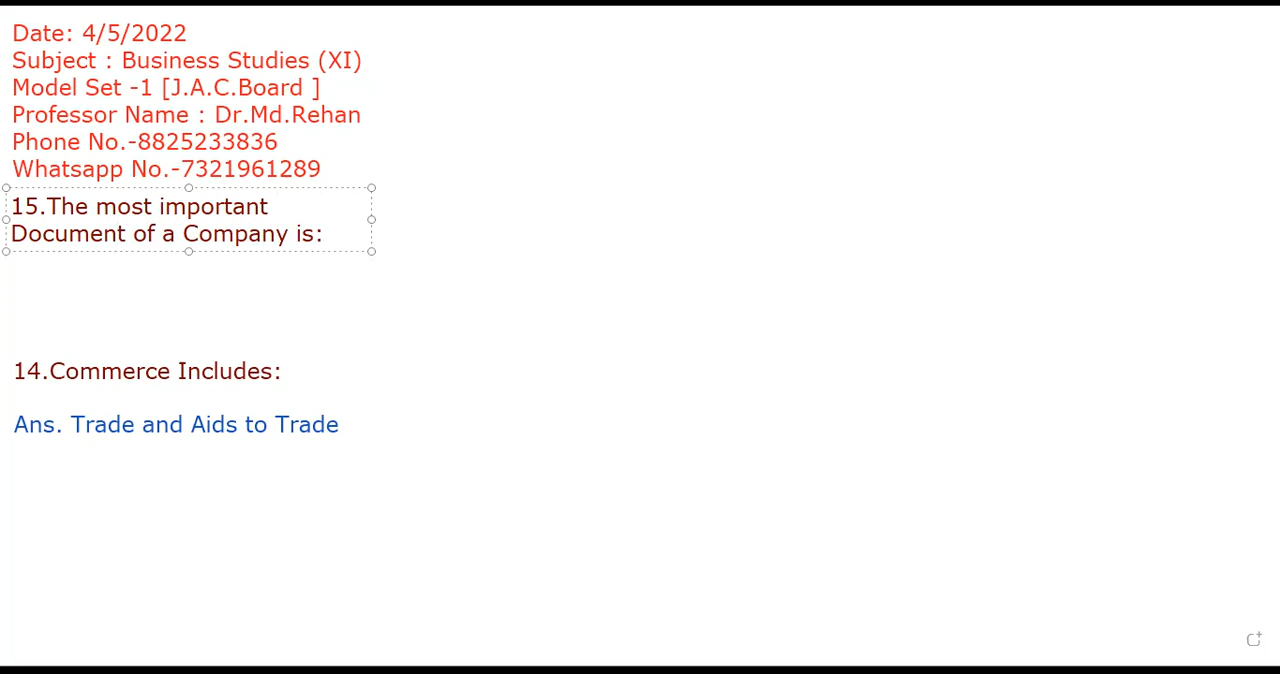 Date: 4/5/2022
Subject : Business Studies (XI)
Model Set -1 [J.A.C.Board ]
Professor Name : Dr.Md.Rehan
Phone No.-8825233836
Whatsapp No.-7321961289
15.The most important
Document of a Company is:
14.Commerce Includes:
Ans. Trade and Aids to Trade